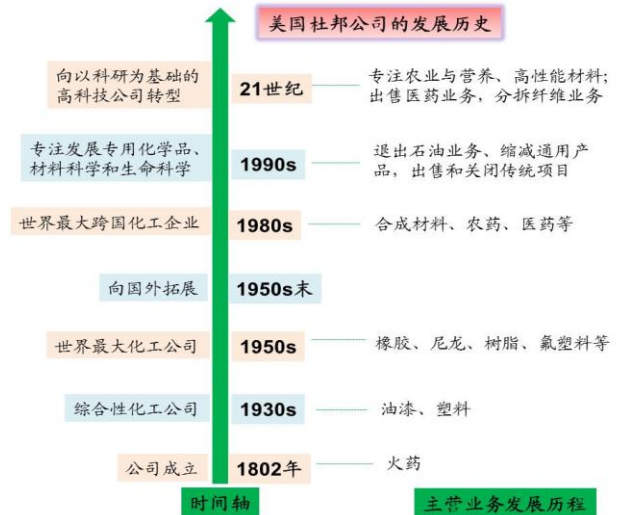 美国杜邦公司的发展历史
向以科研为基础的
高科技公司转型
21世纪
专注农业与营养、高性能材料;
出售医药业务，分拆纤维业务
专注发展专用化学品、
材料科学和生命科学
1990s
退出石油业务、缩减通用产
品，出售和关闭传统项目
世界最大跨国化工企业
1980s
合成材料、农药、医药等
向国外拓展
1950s末
世界最大化工公司
1950s
橡胶、尼龙、树脂、氟塑料等
综合性化工公司
1930s
油漆、塑料
公司成立
1802年
火药
时间轴
主营业务发展历程